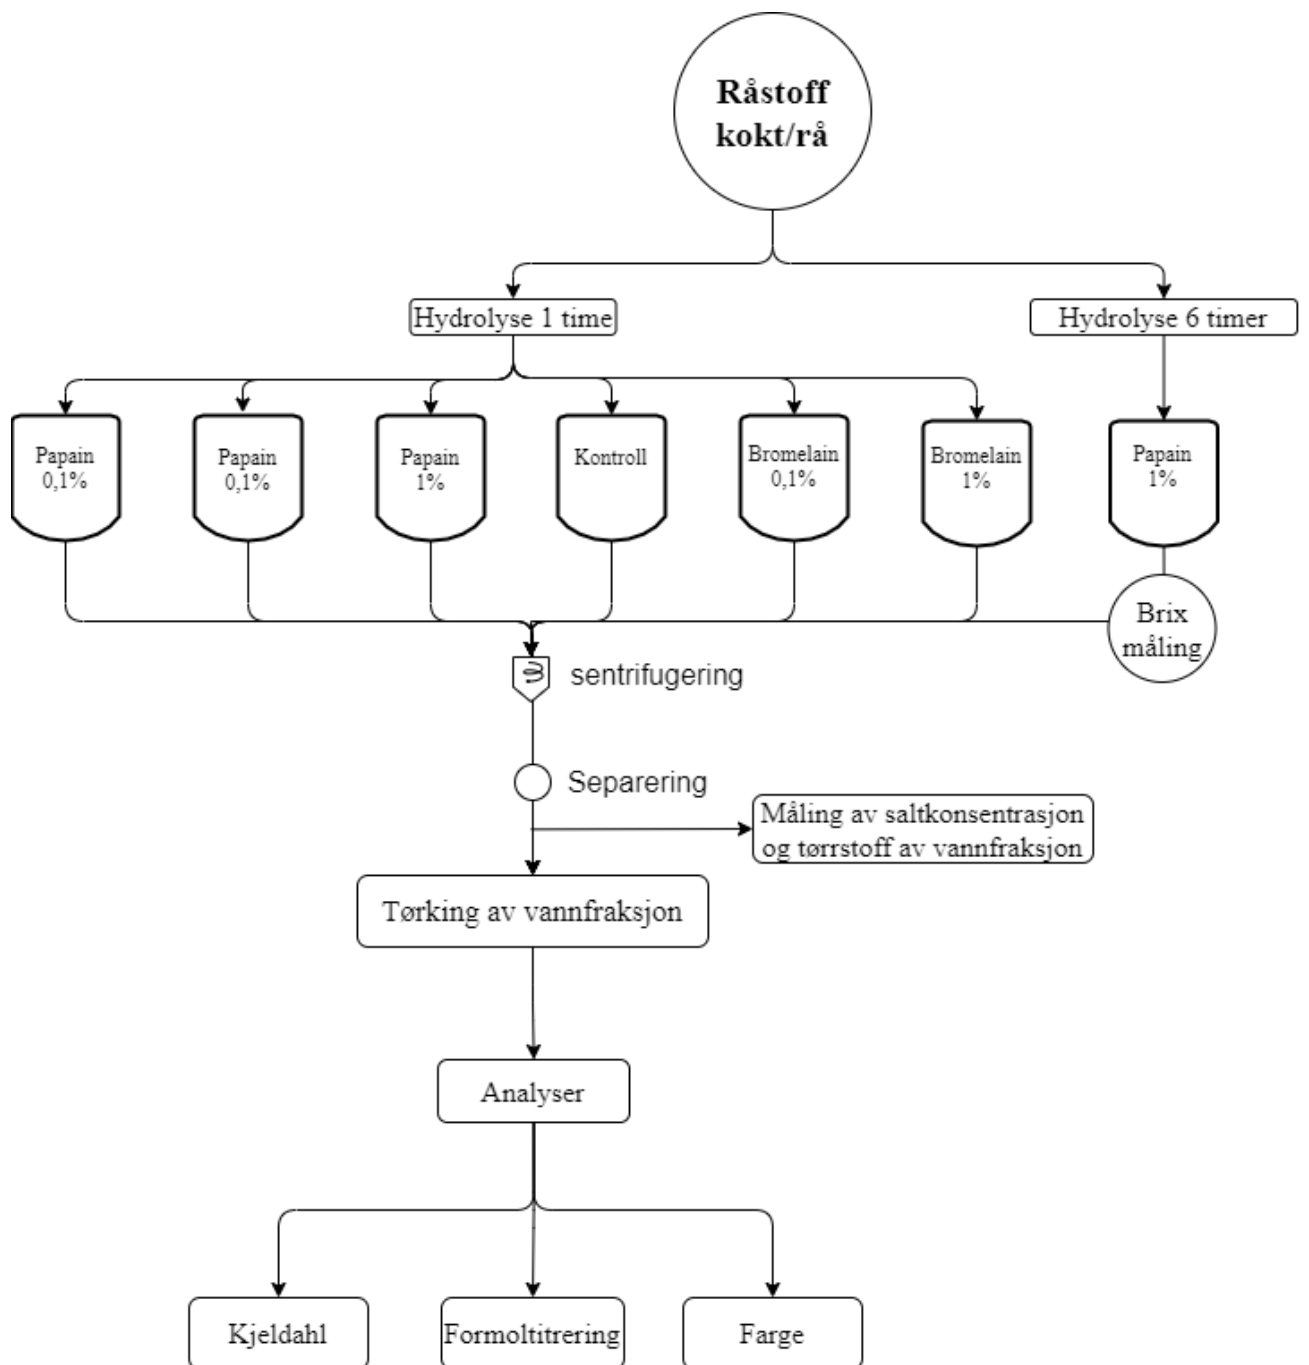 Råstoff
kokt/rå
Hydrolyse 1 time
Hydrolyse 6 timer
Papain
0,1%
Papain
0,1%
Papain
1%
Kontroll
Bromelain
0,1%
Bromelain
1%
Papain
1%
Brix
måling
sentrifugering
Separering
Måling av saltkonsentrasjon
og tørrstoff av vannfraksjon
Tørking av vannfraksjon
Analyser
Kjeldahl
Formoltitrering
Farge